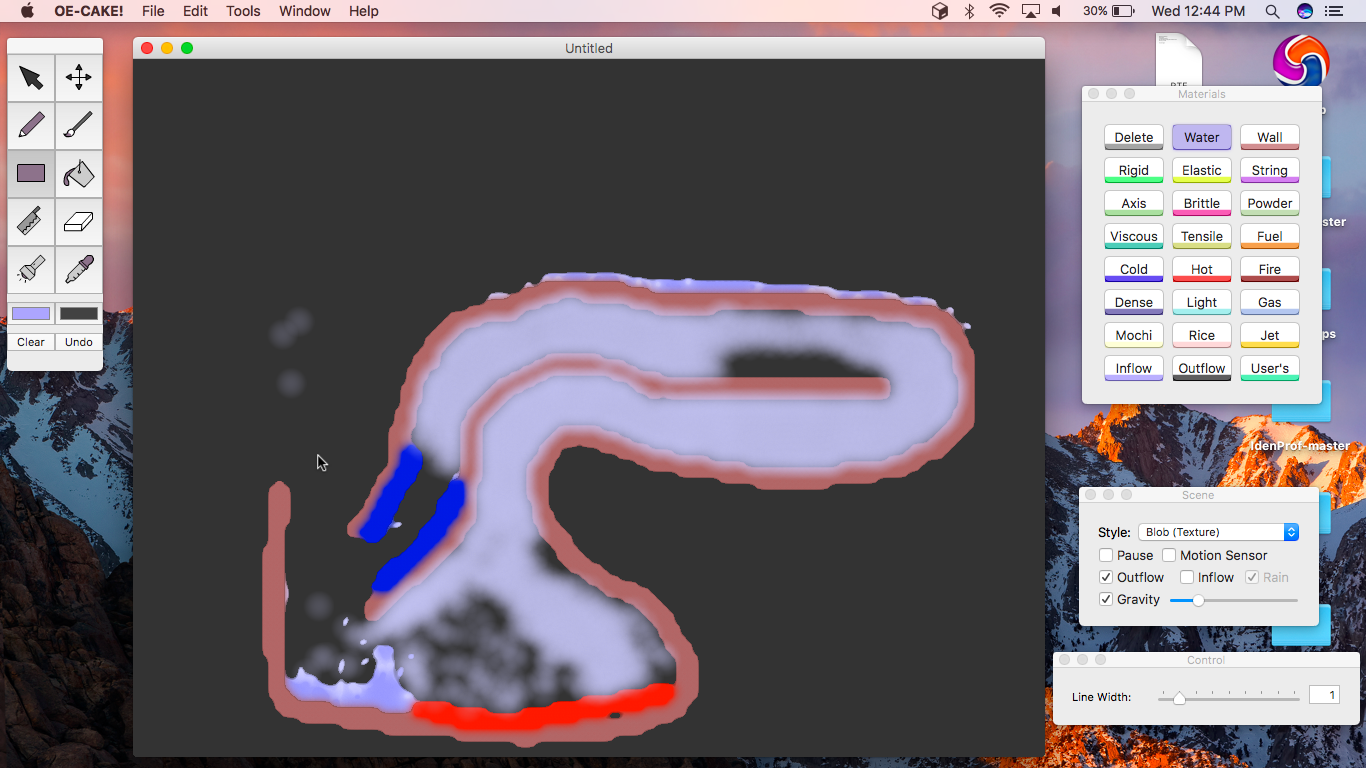 OE-CAKE! File Edit Tools Window Help 30% Wed 12:44 PM
Untitled
Clear Undo
Materials
Delete Water Wall
Rigid Elastic String
Axis Brittle Powder
Viscous Tensile Fuel
Cold Hot Fire
Dense Light Gas
Mochi Rice Jet
Inflow Outflow User's
ster
ps
IdenProf-master
Scene
Style: Blob (Texture)
Pause Motion Sensor
Outflow Inflow Rain
Gravity
Control
Line Width: 1